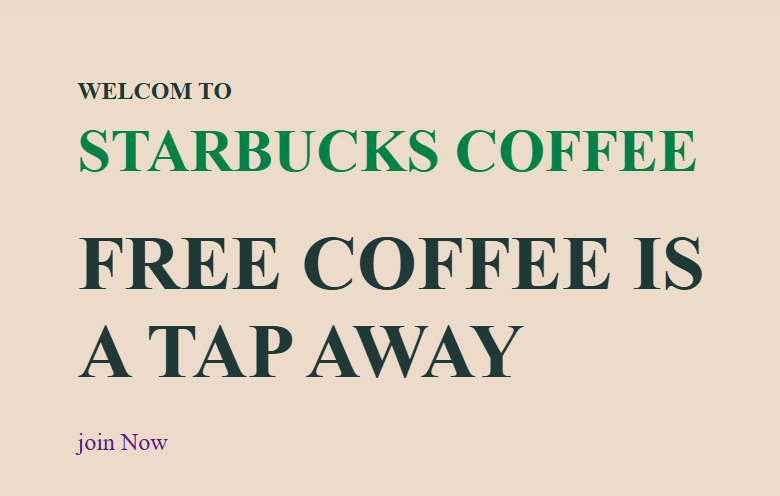 WELCOM TO
STARBUCKS COFFEE
FREE COFFEE IS
A TAP AWAY
join Now